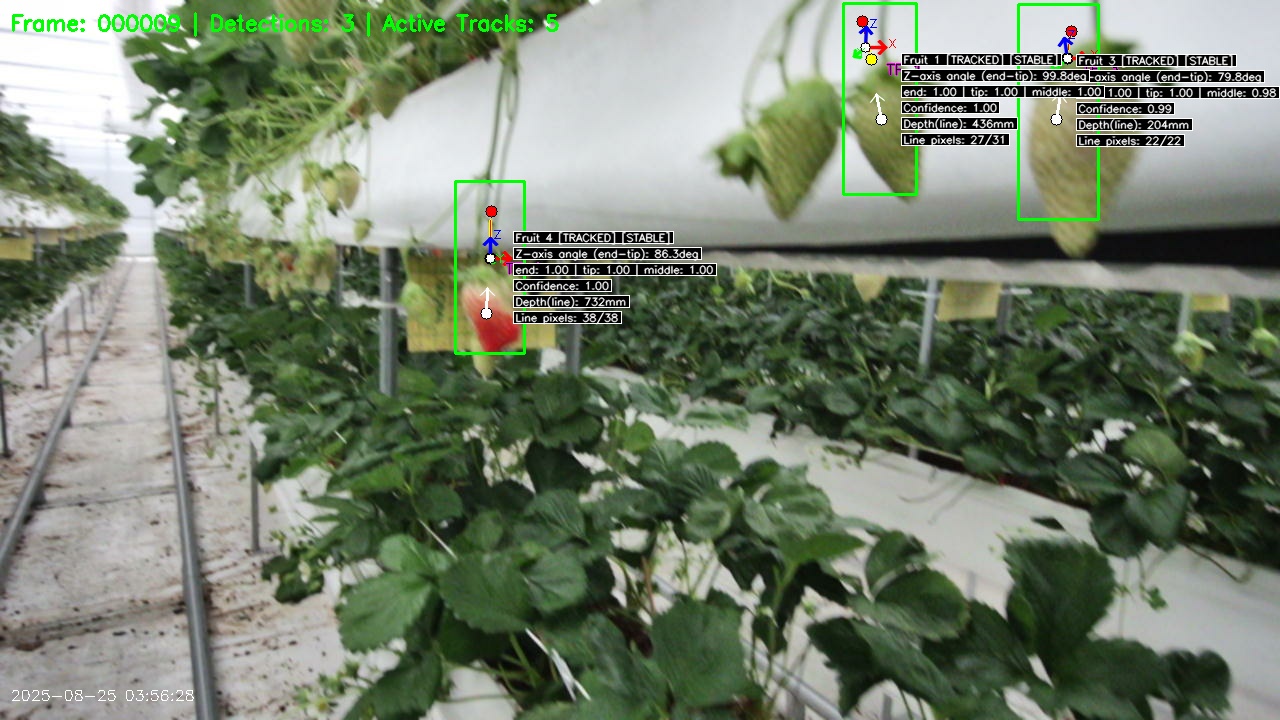 Frame: 000009 | Detections: 3 | Active Tracks: 5
Z
X
Fruit 1 [TRACKED] [STABLE]
Z-axis angle (end-tip): 99.8deg
end: 1.00 | tip: 1.00 | middle: 1.00
Confidence: 1.00
Depth(line): 436mm
Line pixels: 27/31
Fruit 3 [TRACKED] [STABLE]
-axis angle (end-tip): 79.8deg
1.00 | tip: 1.00 | middle: 0.98
Confidence: 0.99
Depth(line): 204mm
Line pixels: 22/22
Z
Fruit 4 [TRACKED] [STABLE]
Z-axis angle (end-tip): 86.3deg
end: 1.00 | tip: 1.00 | middle: 1.00
Confidence: 1.00
Depth(line): 732mm
Line pixels: 38/38
2025-08-25 03:56:28